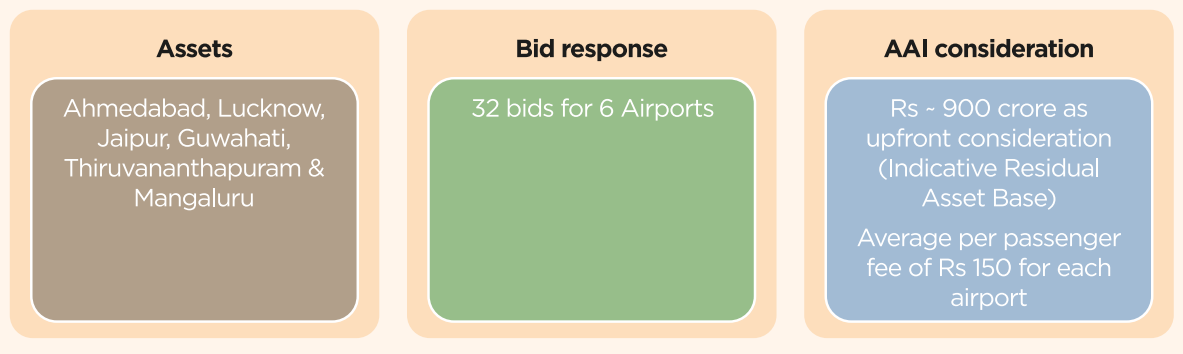 Assets
Ahmedabad, Lucknow,
Jaipur, Guwahati,
Thiruvananthapuram &
Mangaluru
Bid response
32 bids for 6 Airports
AAI consideration
Rs ~ 900 crore as
upfront consideration
(Indicative Residual
Asset Base)
Average per passenger
fee of Rs 150 for each
airport